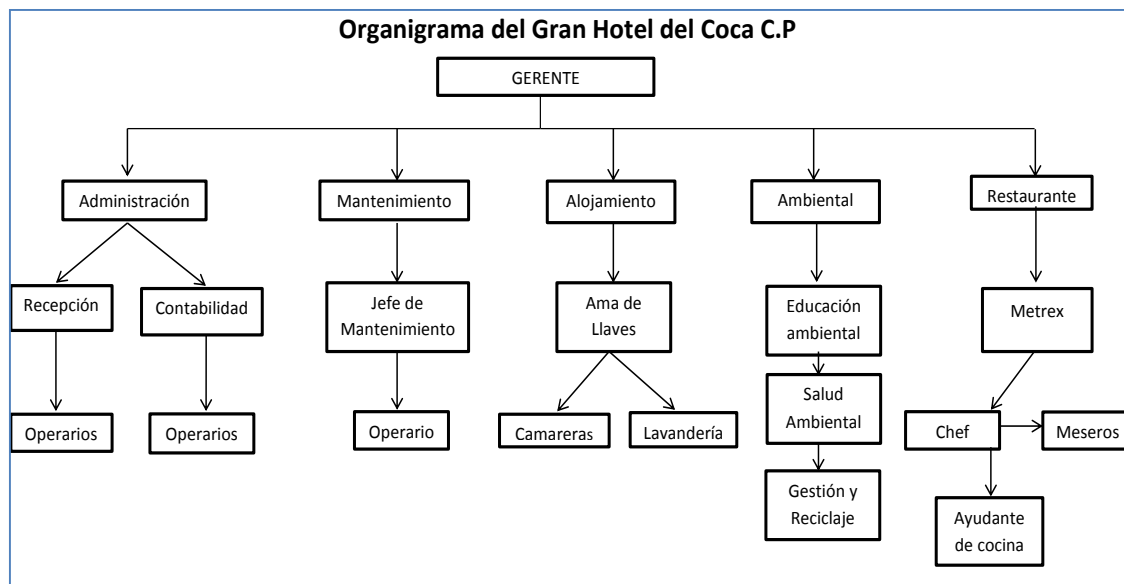 Organigrama del Gran Hotel del Coca C.P
GERENTE
Administración
Mantenimiento
Alojamiento
Ambiental
Restaurante
Recepción
Contabilidad
Jefe de
Mantenimiento
Ama de
Llaves
Educación
ambiental
Metrex
Salud
Ambiental
Operarios
Operarios
Operario
Camareras
Lavandería
Chef
Meseros
Gestión y
Reciclaje
Ayudante
de cocina